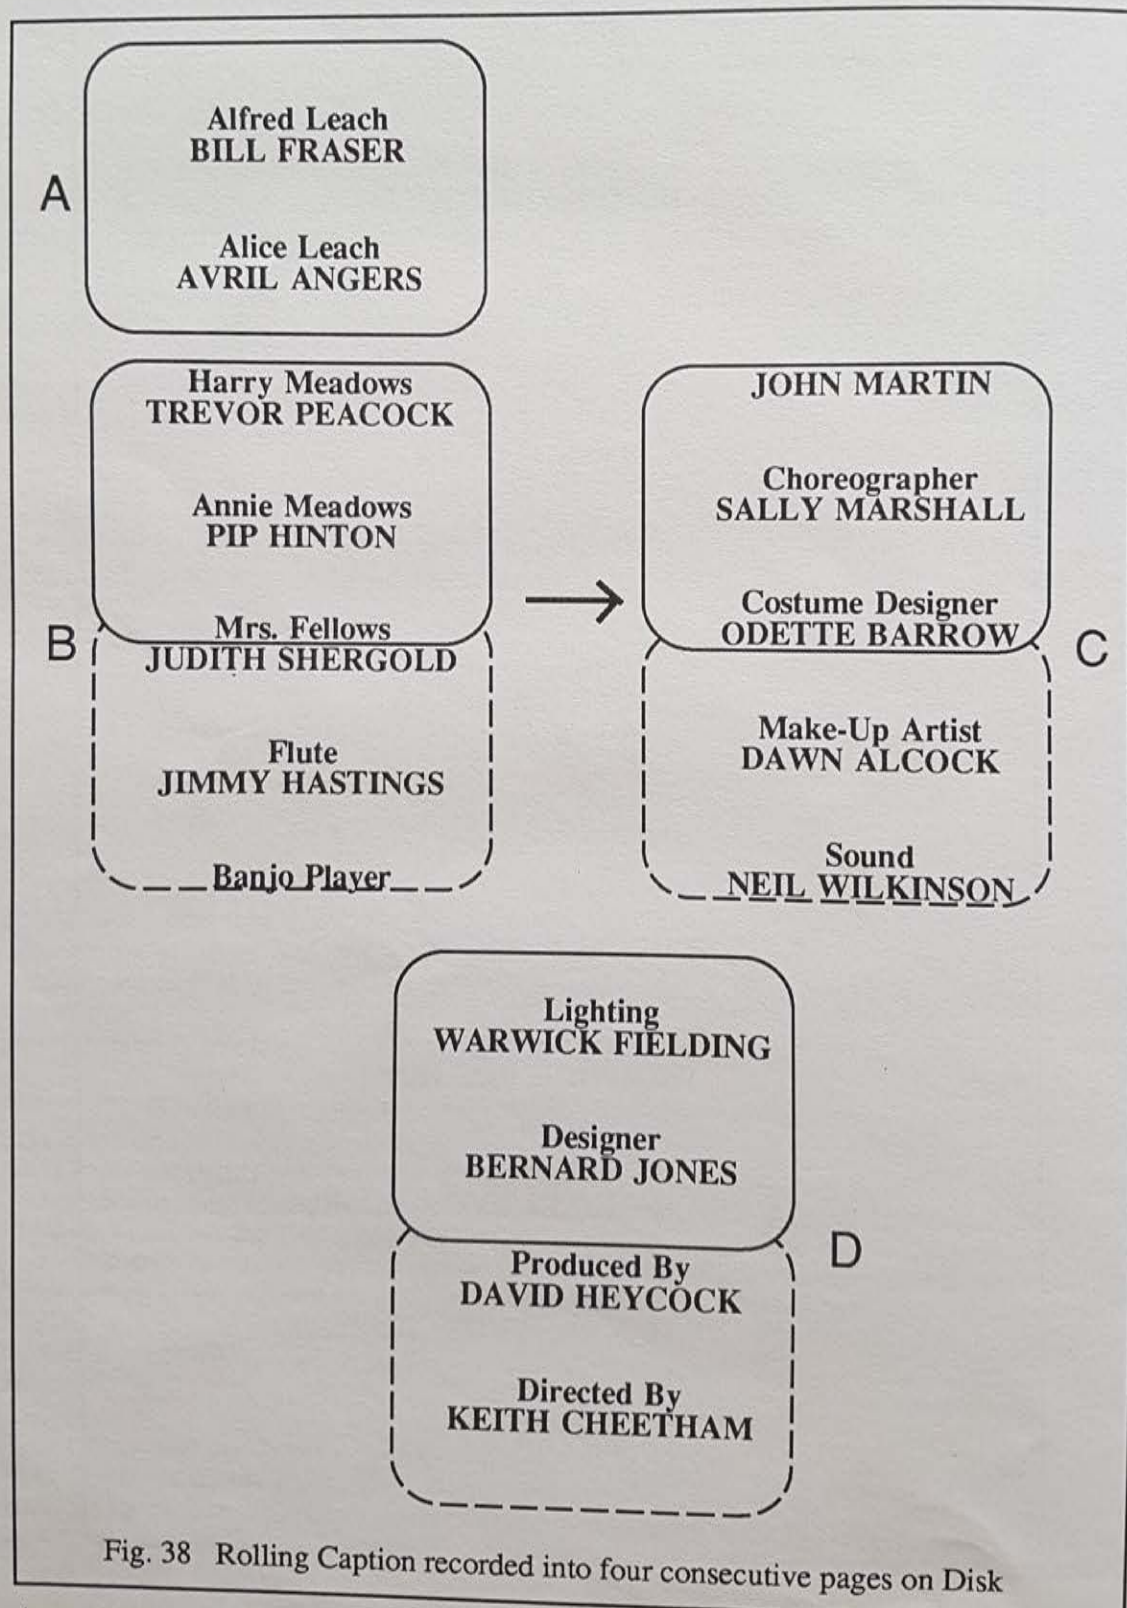 A
Alfred Leach
BILL FRASER
Alice Leach
AVRIL ANGERS
B
Harry Meadows
TREVOR PEACOCK
Annie Meadows
PIP HINTON
Mrs. Fellows
JUDITH SHERGOLD
Flute
JIMMY HASTINGS
Banjo Player
C
JOHN MARTIN
Choreographer
SALLY MARSHALL
Costume Designer
ODETTE BARROW
Make-Up Artist
DAWN ALCOCK
Sound
NEIL WILKINSON
D
Lighting
WARWICK FIELDING
Designer
BERNARD JONES
Produced By
DAVID HEYCOCK
Directed By
KEITH CHEETHAM
Fig. 38 Rolling Caption recorded into four consecutive pages on Disk